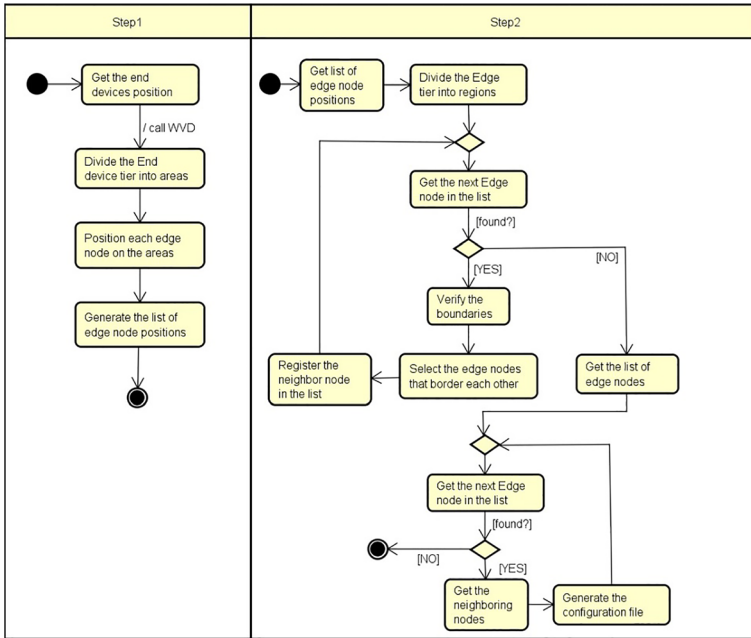 Step1
Step2
Get the end
devices position
/ call WVD
Divide the End
device tier into areas
Position each edge
node on the areas
Generate the list of
edge node positions
Get list of
edge node
positions
Divide the Edge
tier into regions
Get the next Edge
node in the list
[found?]
[YES]
[NO]
Verify the
boundaries
Select the edge nodes
that border each other
Register the
neighbor node
in the list
Get the list of
edge nodes
Get the next Edge
node in the list
[found?]
[NO]
[YES]
Get the
neighboring
nodes
Generate the
configuration file